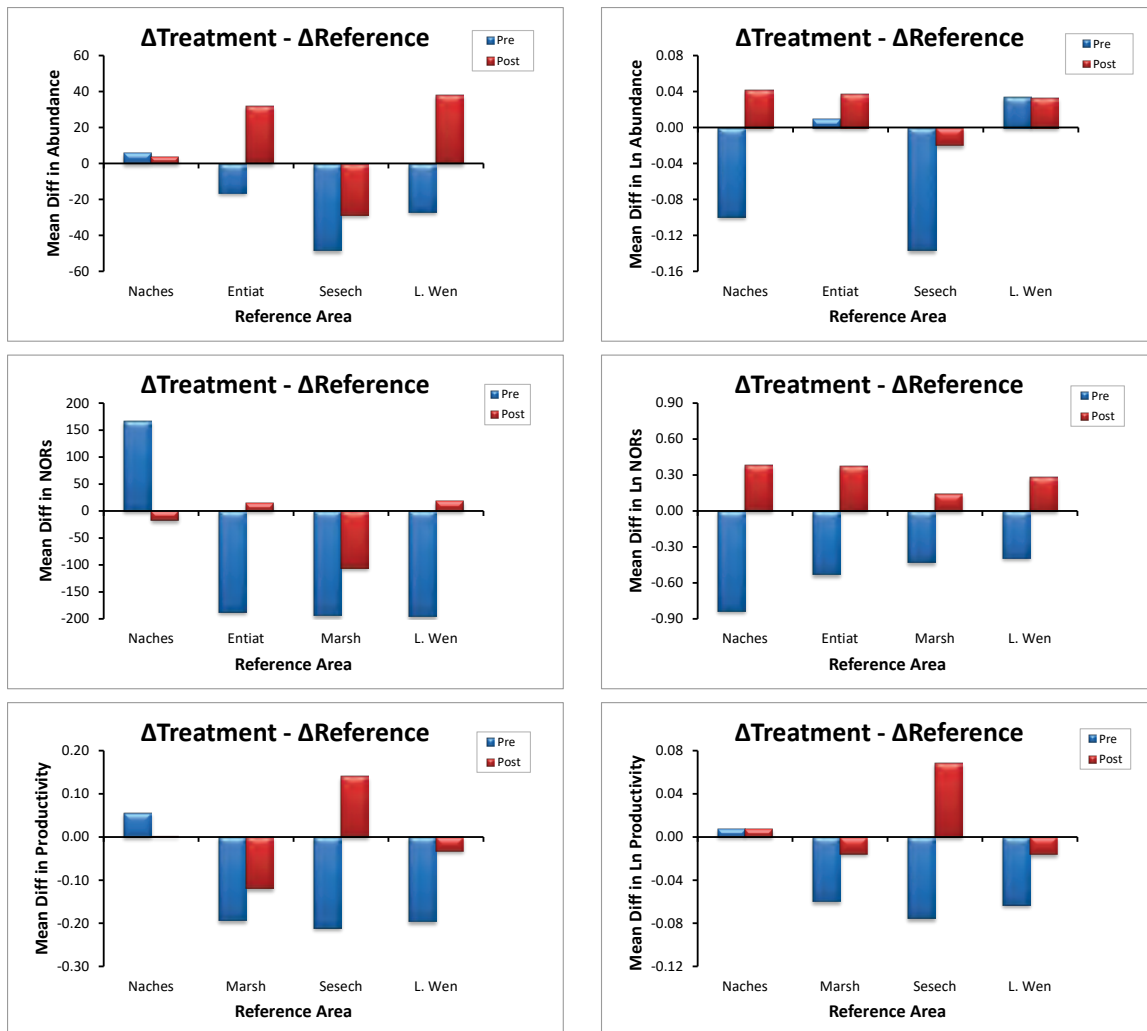 ΔTreatment - ΔReference
Pre
Post
Mean Diff in Abundance
60
40
20
0
-20
-40
-60
Naches Entiat Sesech L. Wen
Reference Area
ΔTreatment - ΔReference
Pre
Post
Mean Diff in Ln Abundance
0.08
0.04
0.00
-0.04
-0.08
-0.12
-0.16
Naches Entiat Sesech L. Wen
Reference Area
ΔTreatment - ΔReference
Pre
Post
Mean Diff in NORs
200
150
100
50
0
-50
-100
-150
-200
Naches Entiat Marsh L. Wen
Reference Area
ΔTreatment - ΔReference
Pre
Post
Mean Diff in Ln NORs
0.90
0.60
0.30
0.00
-0.30
-0.60
-0.90
Naches Entiat Marsh L. Wen
Reference Area
ΔTreatment - ΔReference
Pre
Post
Mean Diff in Productivity
0.20
0.10
0.00
-0.10
-0.20
-0.30
Naches Marsh Sesech L. Wen
Reference Area
ΔTreatment - ΔReference
Pre
Post
Mean Diff in Ln Productivity
0.08
0.04
0.00
-0.04
-0.08
-0.12
Naches Marsh Sesech L. Wen
Reference Area